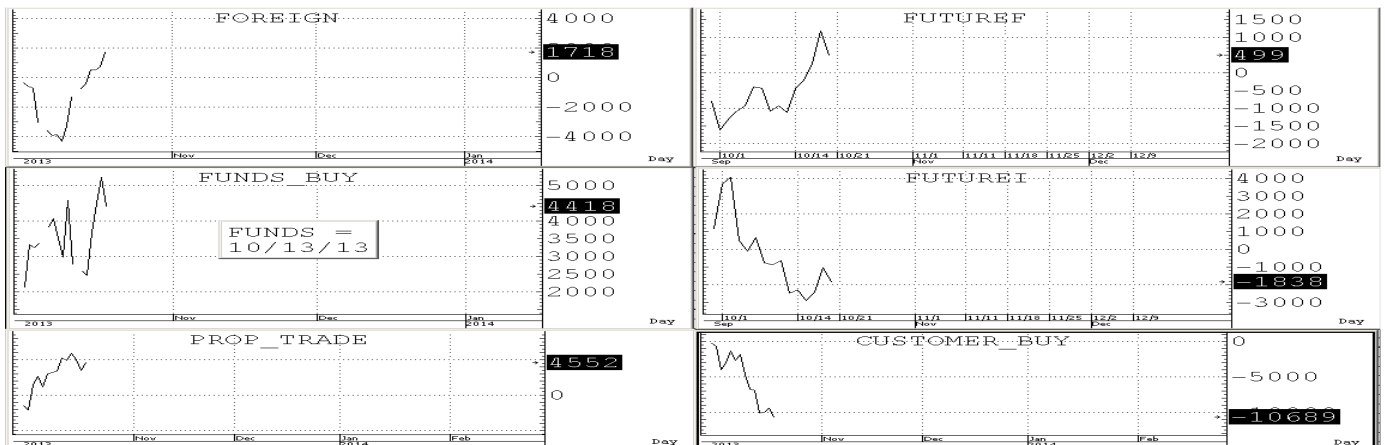 FOREIGN
4000
1718
0
-2000
-4000
2013
Nov
Dec
Jan
2014
Day
FUTUREF
1500
1000
499
0
-500
-1000
-1500
-2000
10/1
10/14
10/21
11/1
11/11
11/18
11/25
12/2
12/9
Sep
Nov
Dec
Day
FUNDS_BUY
5000
4418
4000
3500
3000
2500
2000
FUNDS =
10/13/13
2013
Nov
Dec
Jan
2014
Day
FUTUREI
4000
3000
2000
1000
0
-1000
-1838
-3000
10/1
10/14
10/21
11/1
11/11
11/18
11/25
12/2
12/9
Sep
Nov
Dec
Day
PROP_TRADE
4552
0
2013
Nov
Dec
Jan
2014
Feb
Day
CUSTOMER_BUY
0
-5000
-10689
2013
Nov
Dec
Jan
2014
Feb
Day